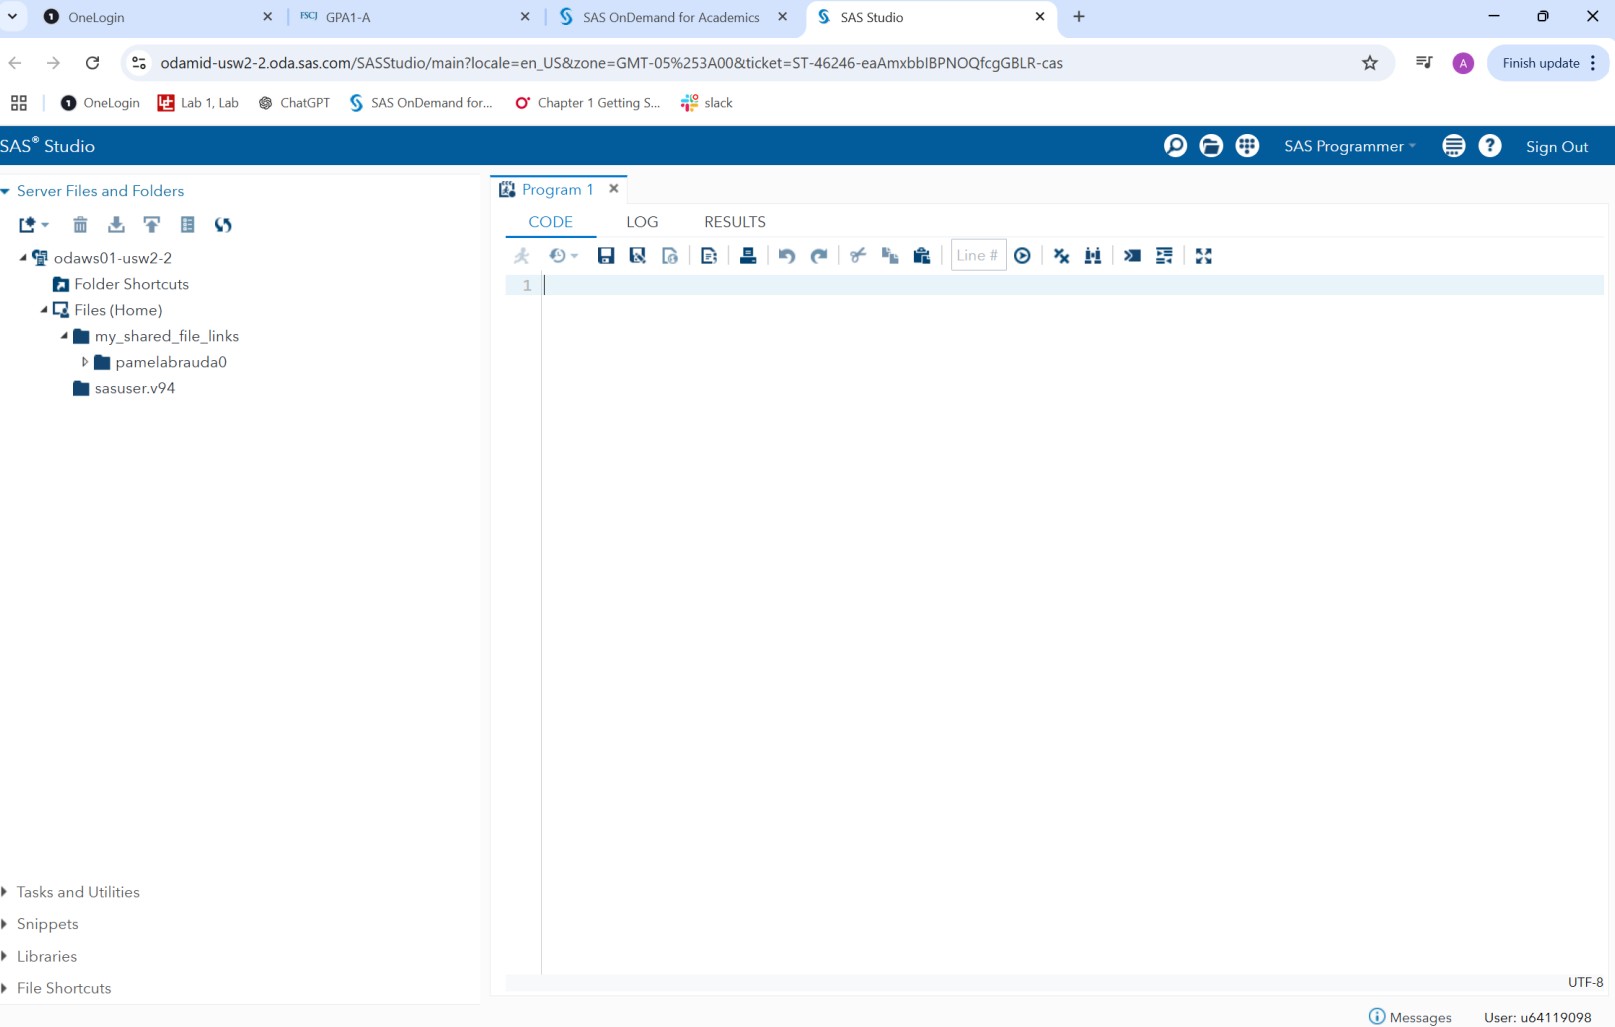 OneLogin
FSCJ GPA1-A
SAS OnDemand for Academics
SAS Studio
odamid-usw2-2.oda.sas.com/SASStudio/main?locale=en_US&zone=GMT-05%253A00&ticket=ST-46246-eaAmxbbIBPNOQfcgGBLR-cas
A
Finish update
OneLogin
Lab 1, Lab
ChatGPT
SAS OnDemand for...
Chapter 1 Getting S...
slack
SAS® Studio
SAS Programmer
Sign Out
Server Files and Folders
odaws01-usw2-2
Folder Shortcuts
Files (Home)
my_shared_file_links
pamelabrauda0
sasuser.v94
Tasks and Utilities
Snippets
Libraries
File Shortcuts
Program 1
CODE LOG RESULTS
Line #
1
UTF-8
Messages User: u64119098